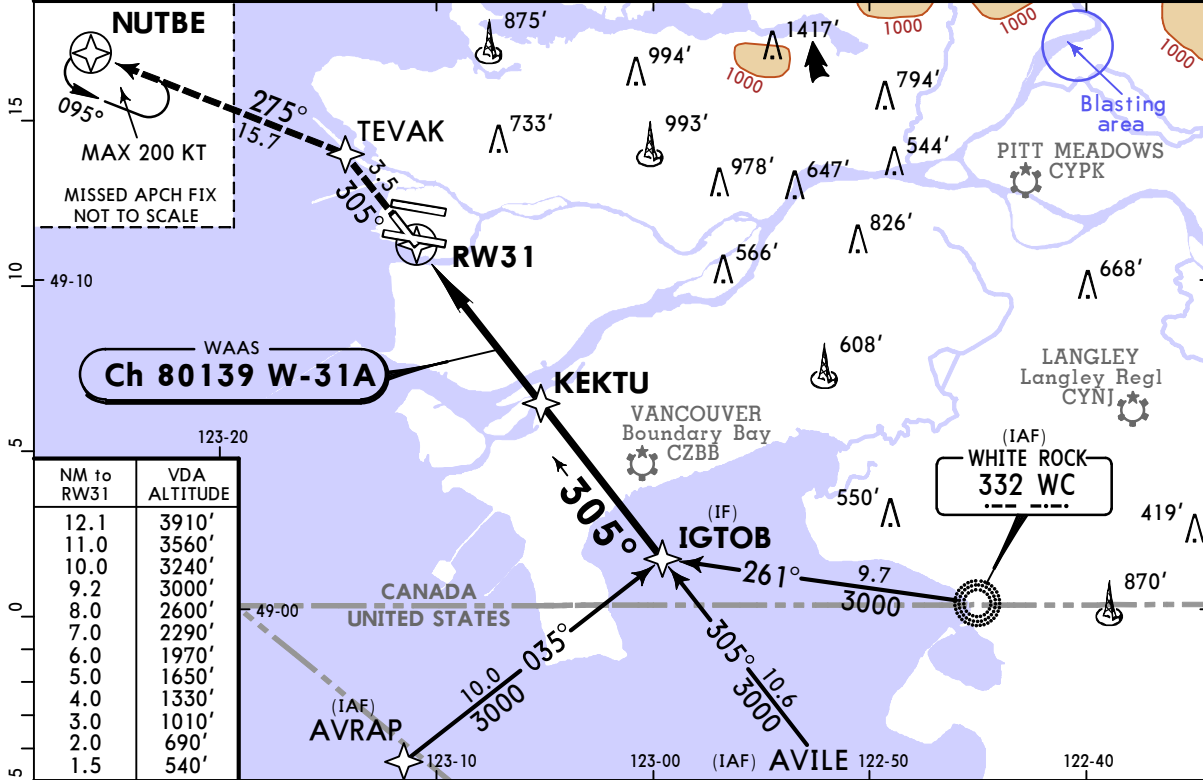 NUTBE
095°
MAX 200 KT
MISSED APCH FIX
NOT TO SCALE
275°
15.7
TEVAK
3.5
305°
RW31
875'
994'
1417'
1000
1000
1000
1000
794'
733'
993'
544'
978'
647'
826'
566'
668'
608'
Blasting
area
PITT MEADOWS
CYPK
15
10
49-10
WAAS
Ch 80139 W-31A
KEKTU
VANCOUVER
Boundary Bay
CZBB
LANGLEY
Langley Regl
CYNJ
5
123-20
NM to
RW31
VDA
ALTITUDE
12.1 3910'
11.0 3560'
10.0 3240'
9.2 3000'
8.0 2600'
7.0 2290'
6.0 1970'
5.0 1650'
4.0 1330'
3.0 1010'
2.0 690'
1.5 540'
305°
(IF)
IGTOB
(IAF)
WHITE ROCK
332 WC
550'
419'
870'
261°
9.7
3000
0
49-00
CANADA
UNITED STATES
035°
10.0
3000
305°
10.6
3000
(IAF)
AVRAP
123-10
123-00
(IAF) AVILE
122-50
122-40
5